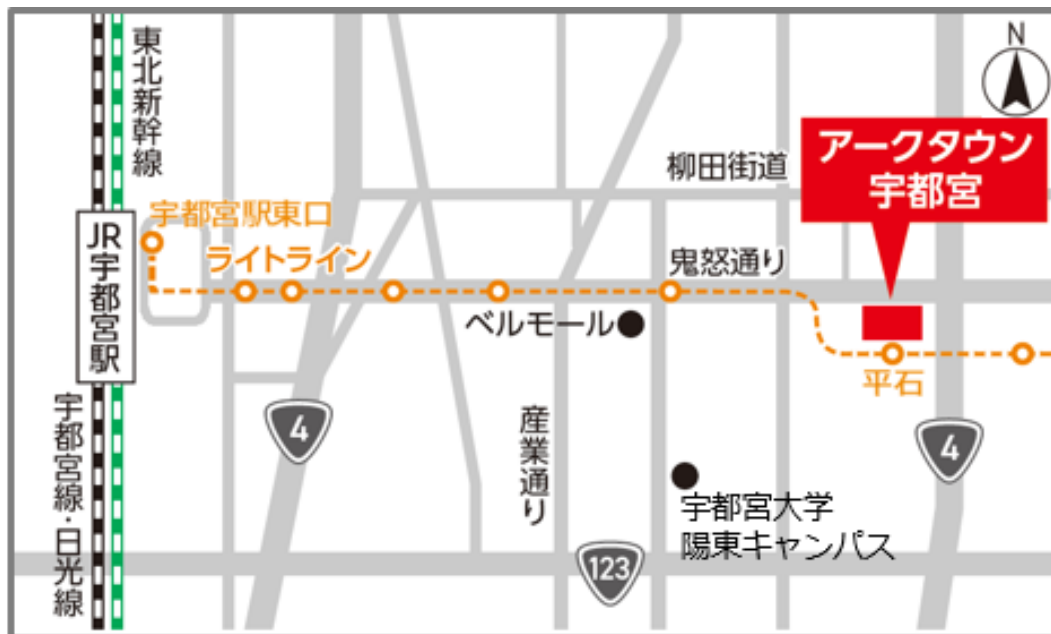 N
東北新幹線
アークタウン
宇都宮
柳田街道
宇都宮駅東口
JR宇都宮駅
ライトライン
鬼怒通り
ベルモール
平石
宇都宮線・日光線
4
産業通り
4
宇都宮大学
陽東キャンパス
123